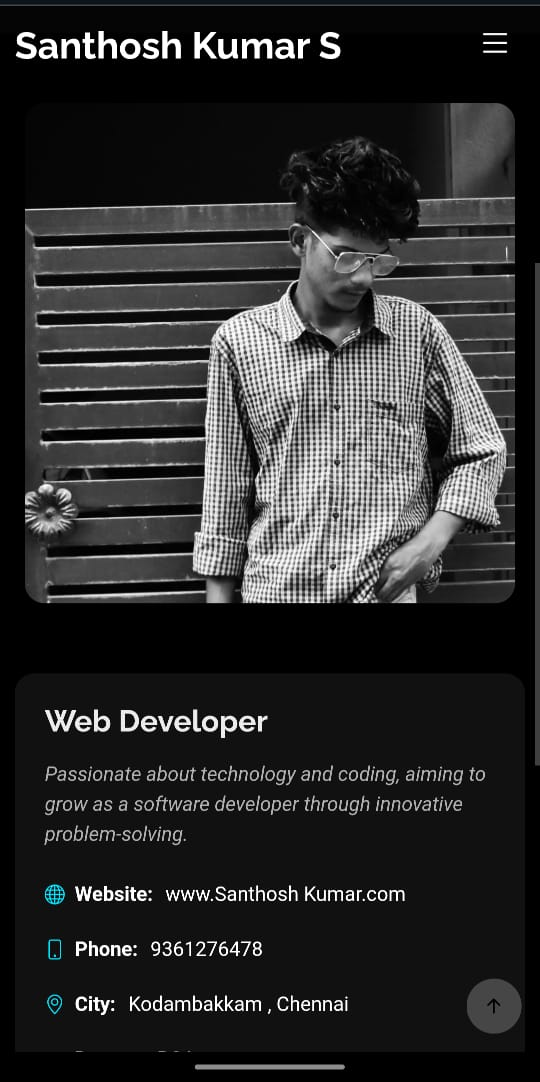 Santhosh Kumar S
Web Developer
Passionate about technology and coding, aiming to
grow as a software developer through innovative
problem-solving.
Website: www.Santhosh Kumar.com
Phone: 9361276478
City: Kodambakkam , Chennai